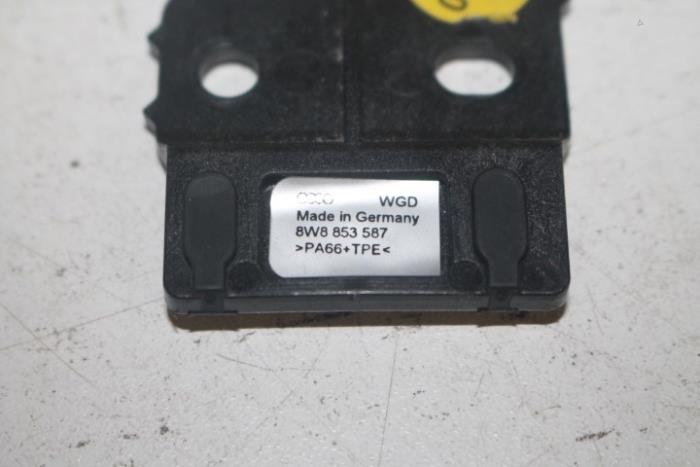 WGD
Made in Germany
8W8 853 587
>PA66+TPE<